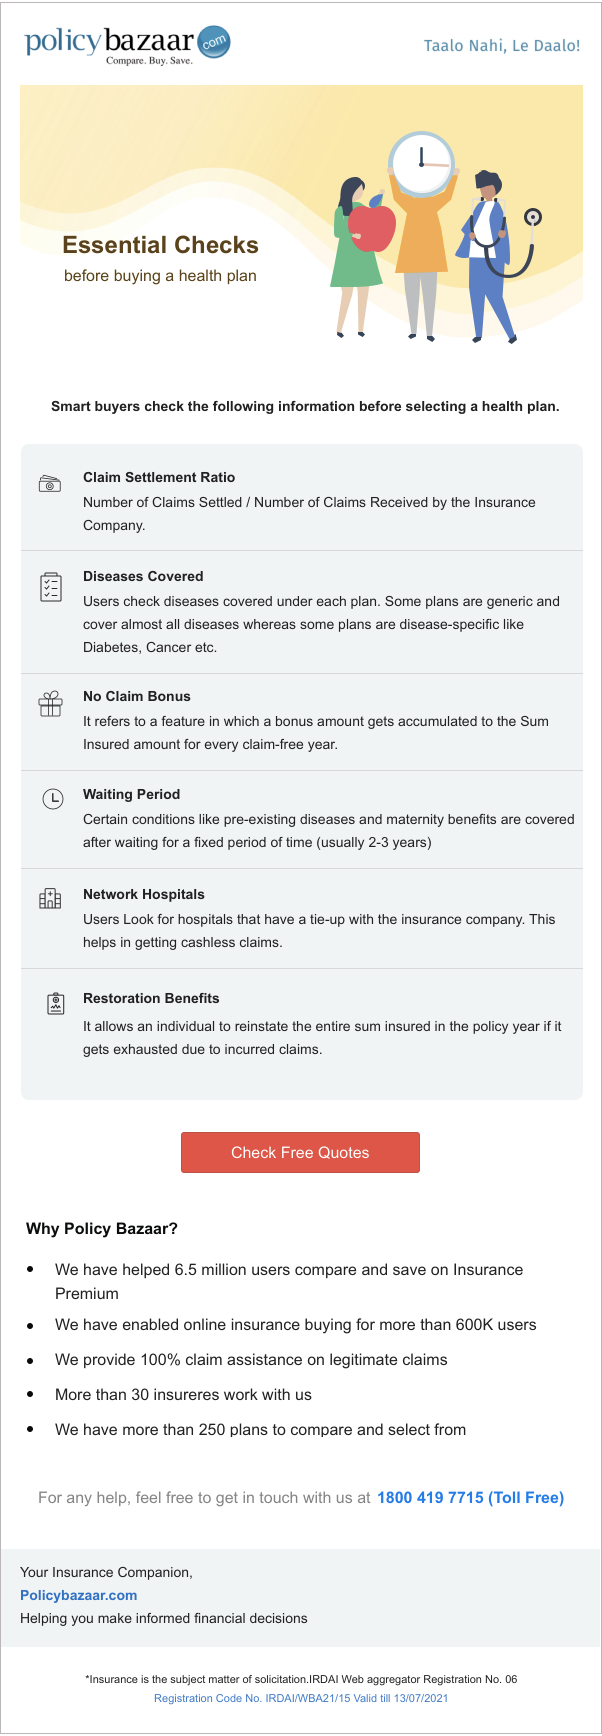 policybazaar com
Compare. Buy. Save.
Taalo Nahi, Le Daalo!
Essential Checks
before buying a health plan
Smart buyers check the following information before selecting a health plan.
Claim Settlement Ratio
Number of Claims Settled / Number of Claims Received by the Insurance
Company.
Diseases Covered
Users check diseases covered under each plan. Some plans are generic and
cover almost all diseases whereas some plans are disease-specific like
Diabetes, Cancer etc.
No Claim Bonus
It refers to a feature in which a bonus amount gets accumulated to the Sum
Insured amount for every claim-free year.
Waiting Period
Certain conditions like pre-existing diseases and maternity benefits are covered
after waiting for a fixed period of time (usually 2-3 years)
Network Hospitals
Users Look for hospitals that have a tie-up with the insurance company. This
helps in getting cashless claims.
Restoration Benefits
It allows an individual to reinstate the entire sum insured in the policy year if it
gets exhausted due to incurred claims.
Check Free Quotes
Why Policy Bazaar?
• We have helped 6.5 million users compare and save on Insurance
Premium
• We have enabled online insurance buying for more than 600K users
• We provide 100% claim assistance on legitimate claims
• More than 30 insureres work with us
• We have more than 250 plans to compare and select from
For any help, feel free to get in touch with us at 1800 419 7715 (Toll Free)
Your Insurance Companion,
Policybazaar.com
Helping you make informed financial decisions
*Insurance is the subject matter of solicitation.IRDAI Web aggregator Registration No. 06
Registration Code No. IRDAI/WBA21/15 Valid till 13/07/2021